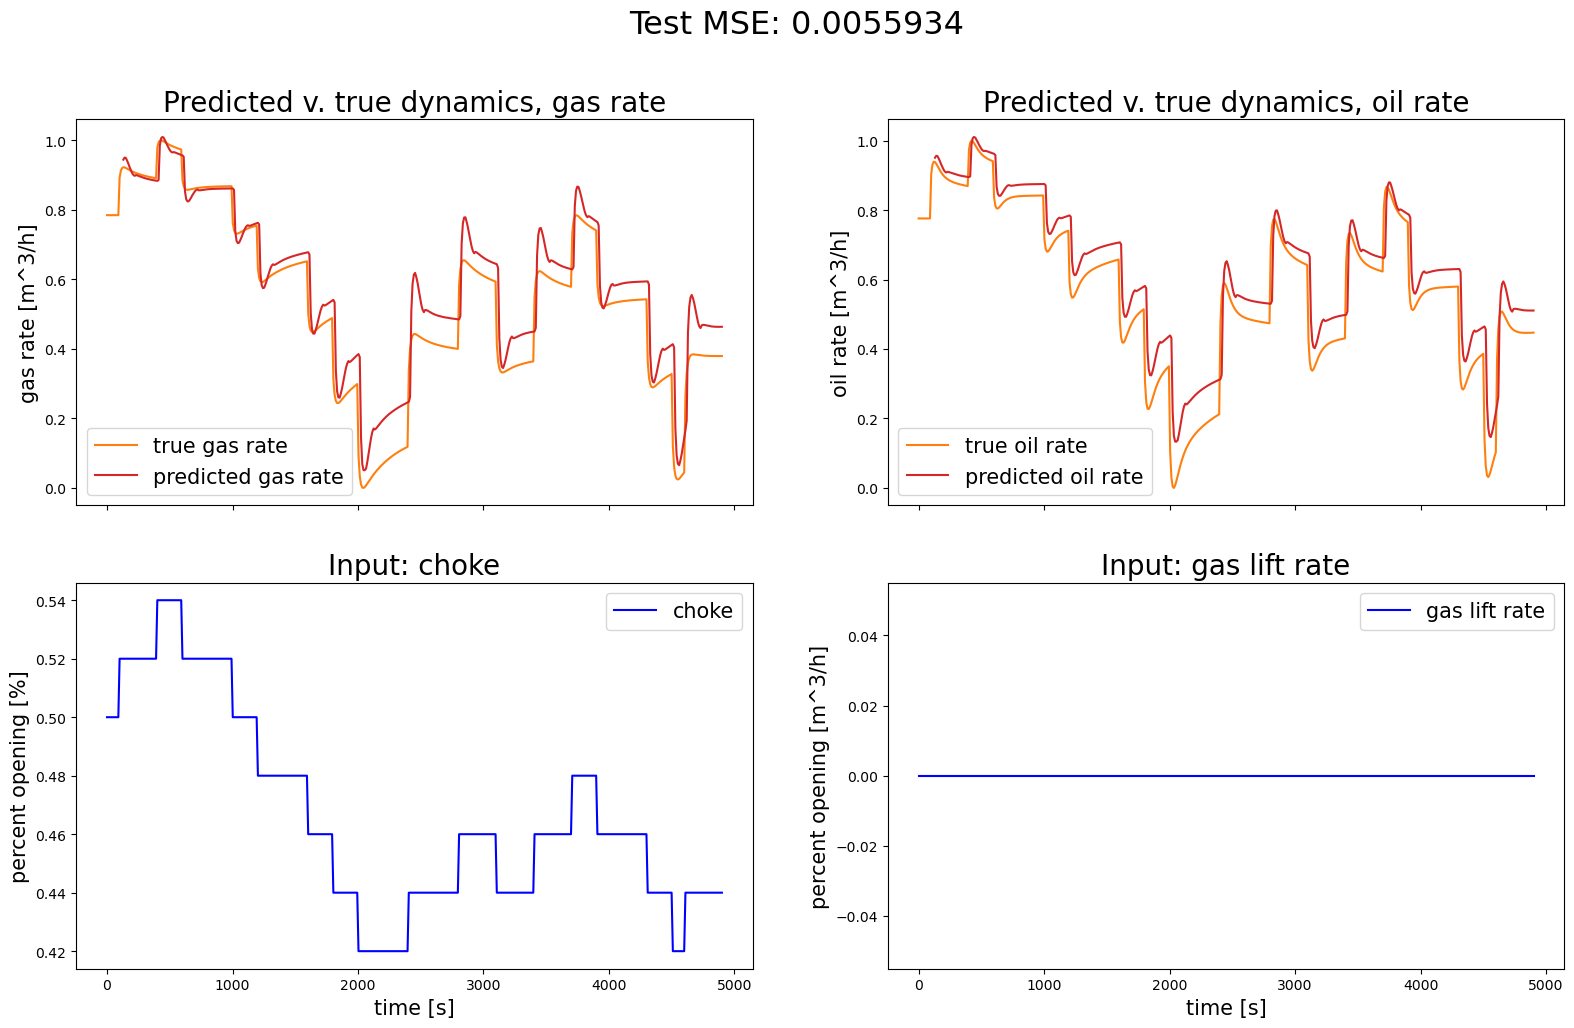 Test MSE: 0.0055934
Predicted v. true dynamics, gas rate
gas rate [m^3/h]
1.0
0.8
0.6
0.4
0.2
0.0
true gas rate
predicted gas rate
Predicted v. true dynamics, oil rate
oil rate [m^3/h]
1.0
0.8
0.6
0.4
0.2
0.0
true oil rate
predicted oil rate
Input: choke
percent opening [%]
0.54
0.52
0.50
0.48
0.46
0.44
0.42
choke
0
1000
2000
3000
4000
5000
time [s]
Input: gas lift rate
percent opening [m^3/h]
0.04
0.02
0.00
−0.02
−0.04
gas lift rate
0
1000
2000
3000
4000
5000
time [s]